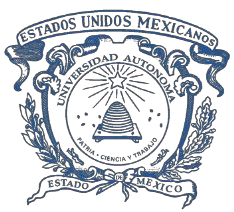 ESTADOS UNIDOS MEXICANOS
UNIVERSIDAD AUTONOMA
PATRIA • CIENCIA Y TRABAJO
ESTADO DE MEXICO